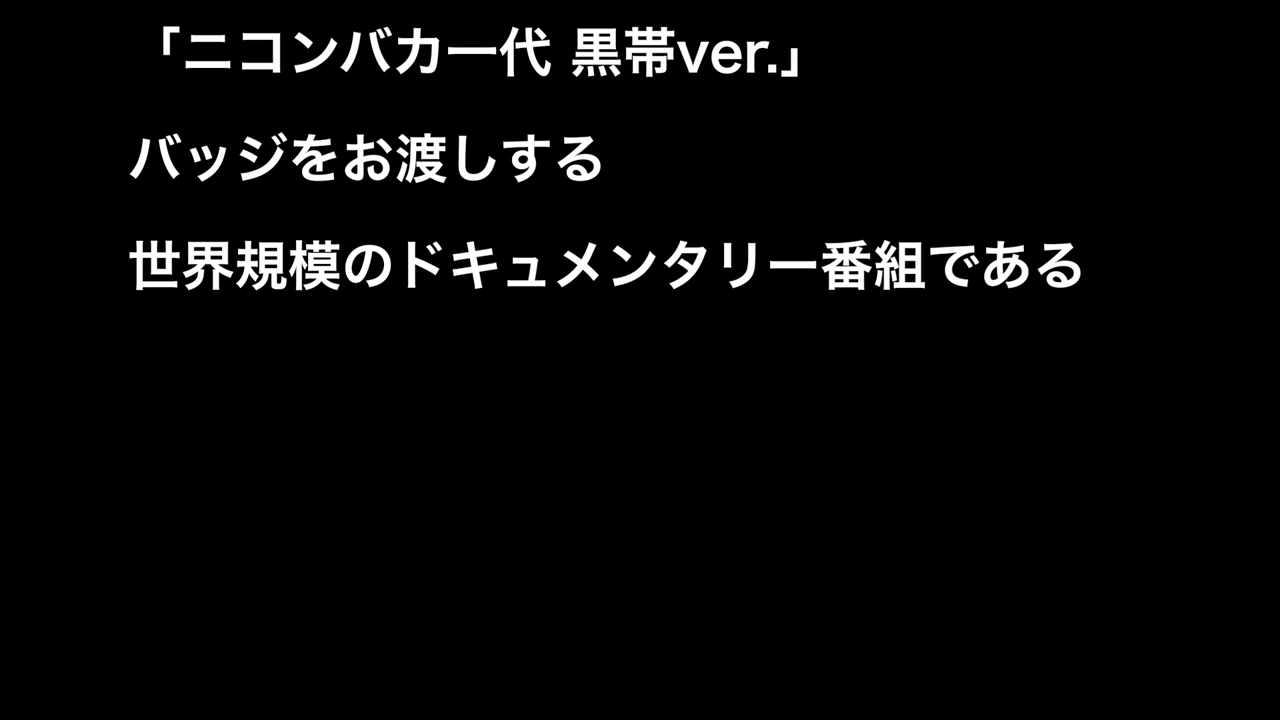 「ニコンバカ一代 黒帯ver.」
バッジをお渡しする
世界規模のドキュメンタリー番組である